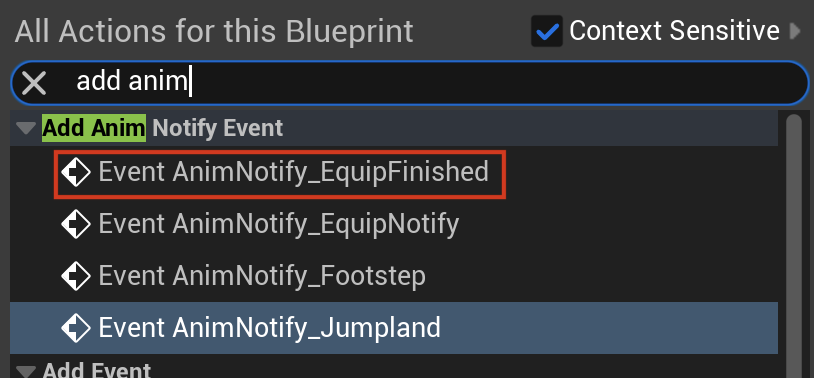 All Actions for this Blueprint
Context Sensitive
add anim
Add Anim Notify Event
Event AnimNotify_EquipFinished
Event AnimNotify_EquipNotify
Event AnimNotify_Footstep
Event AnimNotify_Jumpland
Add Event